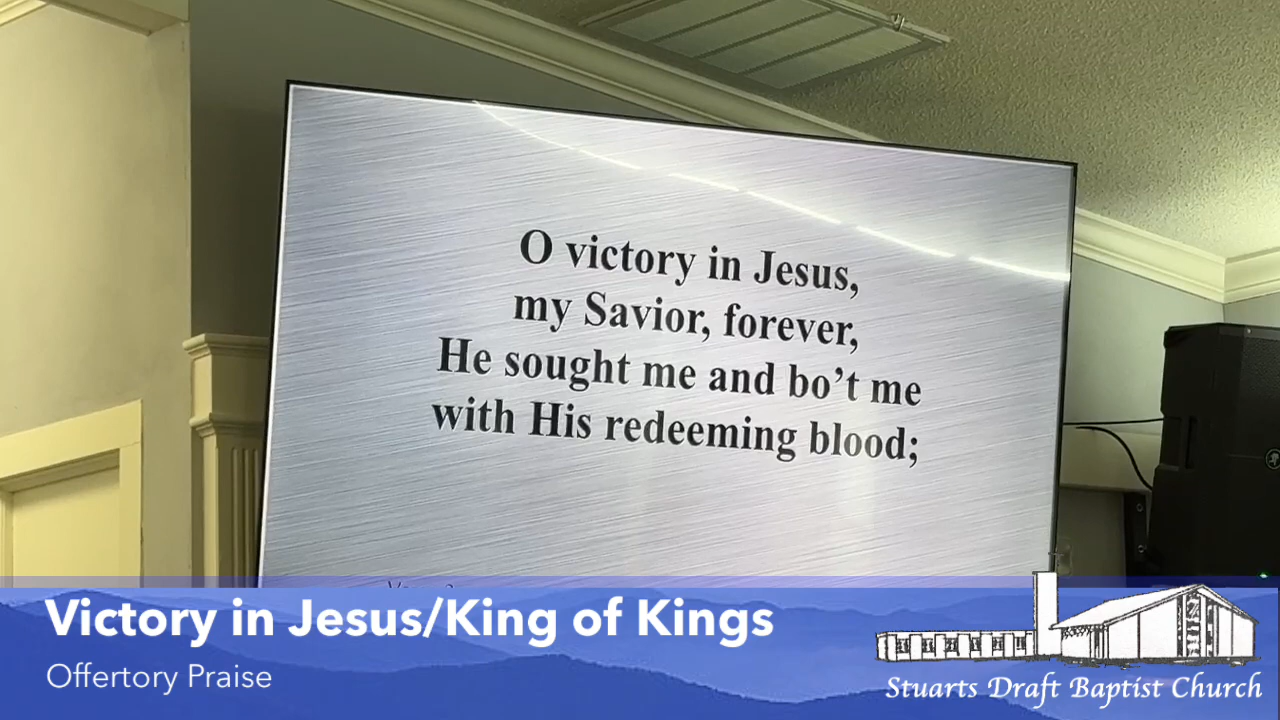 O victory in Jesus,
my Savior, forever,
He sought me and bo’t me
with His redeeming blood;
Victory in Jesus/King of Kings
Offertory Praise
Stuarts Draft Baptist Church